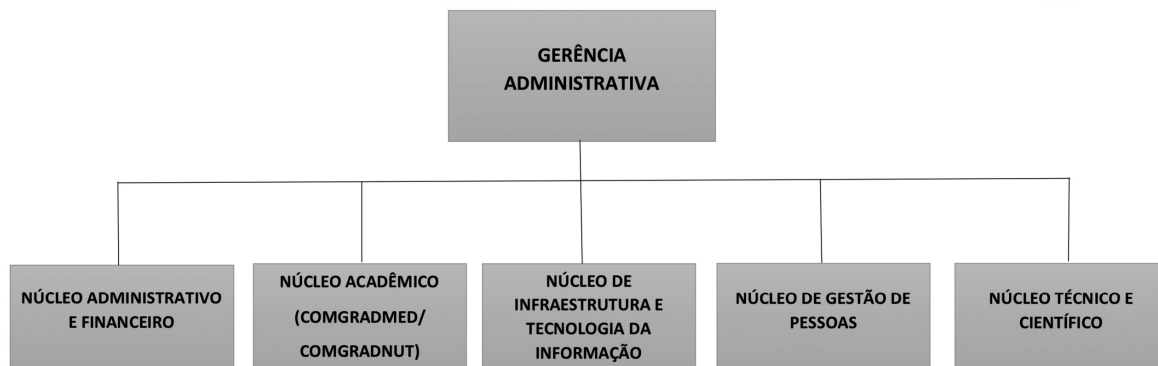 GERÊNCIA
ADMINISTRATIVA
NÚCLEO ADMINISTRATIVO
E FINANCEIRO
NÚCLEO ACADÊMICO
(COMGRADMED/
COMGRADNUT)
NÚCLEO DE
INFRAESTRUTURA E
TECNOLOGIA DA
INFORMAÇÃO
NÚCLEO DE GESTÃO DE
PESSOAS
NÚCLEO TÉCNICO E
CIENTÍFICO